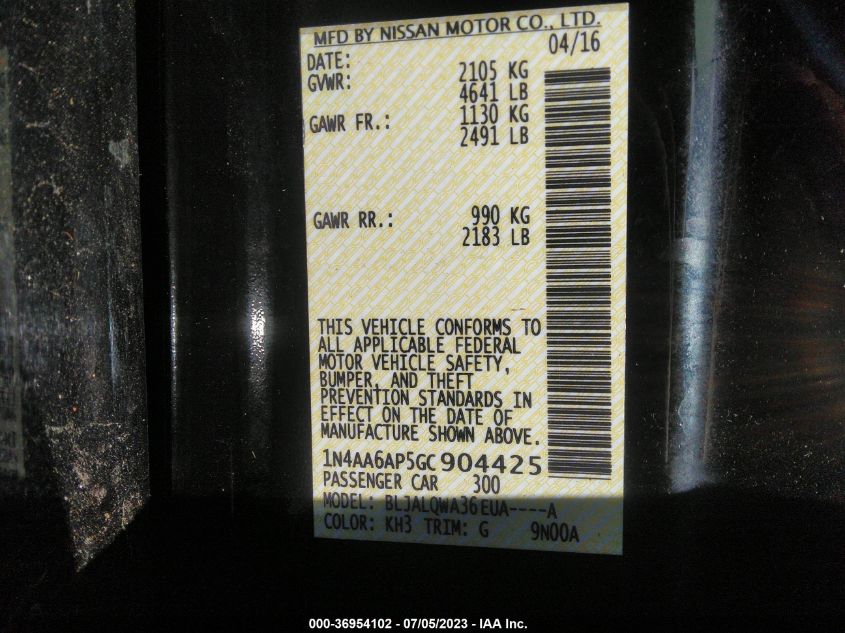 MFD BY NISSAN MOTOR CO., LTD.
DATE: 04/16
GVWR: 2105 KG
4641 LB
GAWR FR.: 1130 KG
2491 LB
GAWR RR.: 990 KG
2183 LB
THIS VEHICLE CONFORMS TO
ALL APPLICABLE FEDERAL
MOTOR VEHICLE SAFETY,
BUMPER, AND THEFT
PREVENTION STANDARDS IN
EFFECT ON THE DATE OF
MANUFACTURE SHOWN ABOVE.
1N4AA6AP5GC904425
PASSENGER CAR 300
MODEL: BLJALQWA36EUA----A
COLOR: KH3 TRIM: G 9N00A
000-36954102 - 07/05/2023 - IAA Inc.